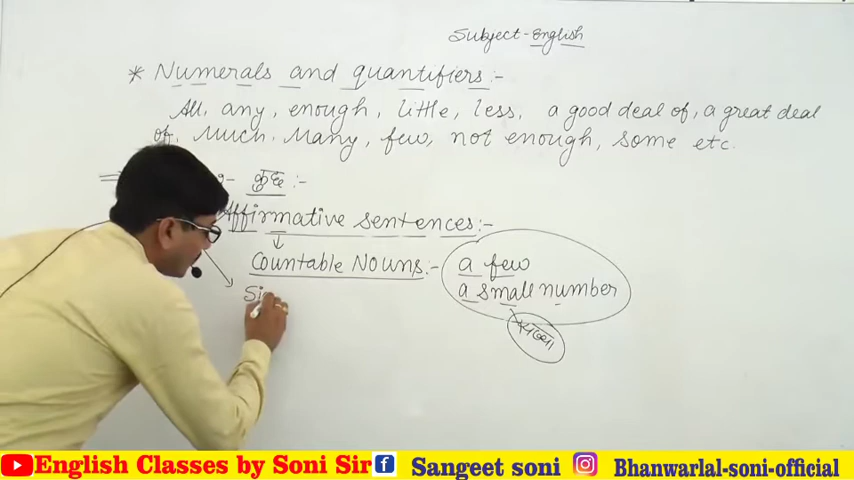 Subject-English
* Numerals and quantifiers :-
All, any, enough, little, less, a good deal of, a great deal
of, Much, Many, few, not enough, some etc.
कुछ :-
Affirmative sentences :-
Countable Nouns :- a few
a small number
संख्या
Si
English Classes by Soni Sir Sangeet soni Bhanwarlal-soni-official